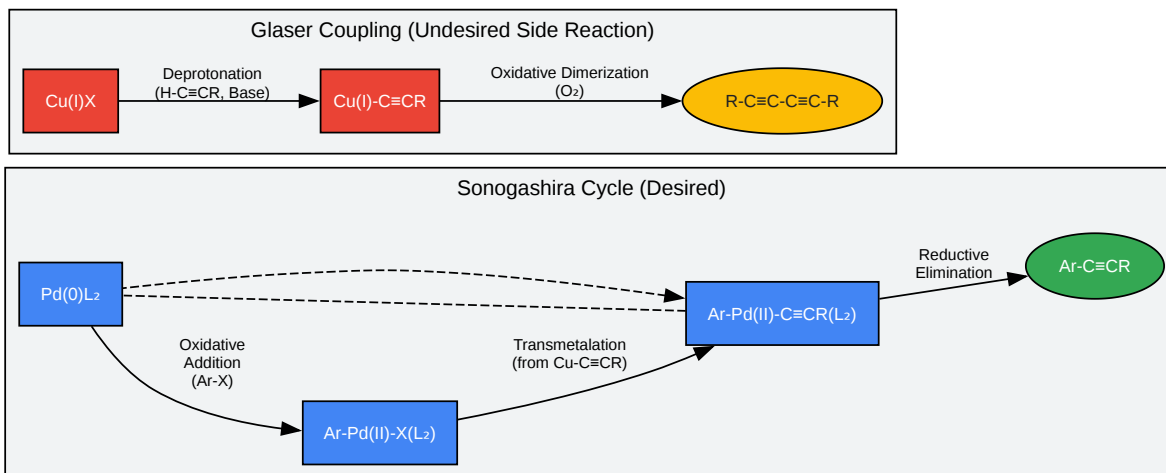 Glaser Coupling (Undesired Side Reaction)
Cu(I)X
Deprotonation
(H-C≡CR, Base)
Cu(I)-C≡CR
Oxidative Dimerization
(O₂)
R-C≡C-C≡C-R
Sonogashira Cycle (Desired)
Pd(0)L₂
Oxidative
Addition
(Ar-X)
Ar-Pd(II)-X(L₂)
Transmetalation
(from Cu-C≡CR)
Ar-Pd(II)-C≡CR(L₂)
Reductive
Elimination
Ar-C≡CR